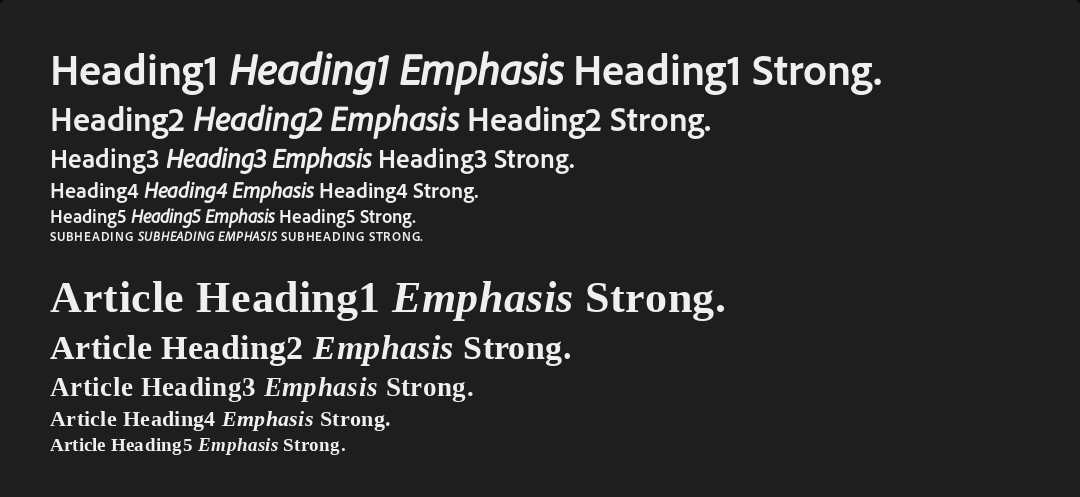 Heading1 Heading1 Emphasis Heading1 Strong.
Heading2 Heading2 Emphasis Heading2 Strong.
Heading3 Heading3 Emphasis Heading3 Strong.
Heading4 Heading4 Emphasis Heading4 Strong.
Heading5 Heading5 Emphasis Heading5 Strong.
SUBHEADING SUBHEADING EMPHASIS SUBHEADING STRONG.
Article Heading1 Emphasis Strong.
Article Heading2 Emphasis Strong.
Article Heading3 Emphasis Strong.
Article Heading4 Emphasis Strong.
Article Heading5 Emphasis Strong.